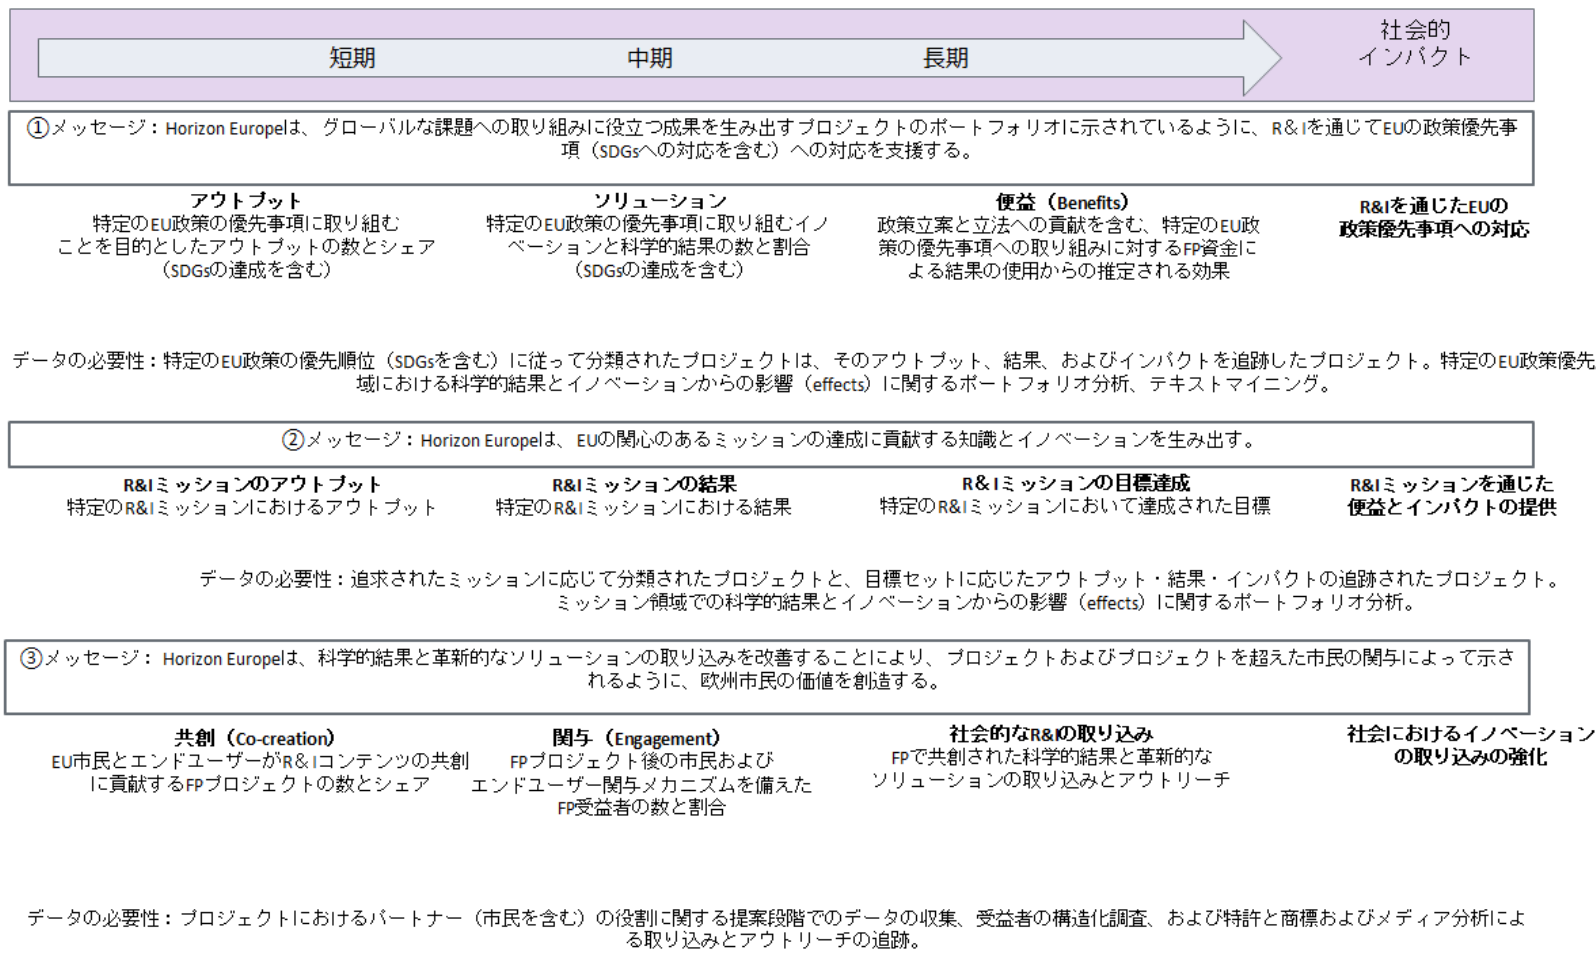 短期 中期 長期 社会的
インパクト
①メッセージ：Horizon Europeは、グローバルな課題への取り組みに役立つ成果を生み出すプロジェクトのポートフォリオに示されているように、R＆Iを通じてEUの政策優先事
項（SDGsへの対応を含む）への対応を支援する。
アウトプット
特定のEU政策の優先事項に取り組む
ことを目的としたアウトプットの数とシェア
（SDGsの達成を含む）
ソリューション
特定のEU政策の優先事項に取り組むイノ
ベーションと科学的結果の数と割合
（SDGsの達成を含む）
便益（Benefits）
政策立案と立法への貢献を含む、特定のEU政
策の優先事項への取り組みに対するFP資金に
よる結果の使用からの推定される効果
R&Iを通じたEUの
政策優先事項への対応
データの必要性：特定のEU政策の優先順位（SDGsを含む）に従って分類されたプロジェクトは、そのアウトプット、結果、およびインパクトを追跡したプロジェクト。特定のEU政策優先
域における科学的結果とイノベーションからの影響（effects）に関するポートフォリオ分析、テキストマイニング。
②メッセージ：Horizon Europeは、EUの関心のあるミッションの達成に貢献する知識とイノベーションを生み出す。
R&Iミッションのアウトプット
特定のR&Iミッションにおけるアウトプット
R&Iミッションの結果
特定のR&Iミッションにおける結果
R＆Iミッションの目標達成
特定のR&Iミッションにおいて達成された目標
R&Iミッションを通じた
便益とインパクトの提供
データの必要性：追求されたミッションに応じて分類されたプロジェクトと、目標セットに応じたアウトプット・結果・インパクトの追跡されたプロジェクト。
ミッション領域での科学的結果とイノベーションからの影響（effects）に関するポートフォリオ分析。
③メッセージ： Horizon Europeは、科学的結果と革新的なソリューションの取り込みを改善することにより、プロジェクトおよびプロジェクトを超えた市民の関与によって示さ
れるように、欧州市民の価値を創造する。
共創（Co-creation）
EU市民とエンドユーザーがR＆Iコンテンツの共創
に貢献するFPプロジェクトの数とシェア
関与（Engagement）
FPプロジェクト後の市民および
エンドユーザー関与メカニズムを備えた
FP受益者の数と割合
社会的なR&Iの取り込み
FPで共創された科学的結果と革新的な
ソリューションの取り込みとアウトリーチ
社会におけるイノベーション
の取り込みの強化
データの必要性：プロジェクトにおけるパートナー（市民を含む）の役割に関する提案段階でのデータの収集、受益者の構造化調査、および特許と商標およびメディア分析によ
る取り込みとアウトリーチの追跡。